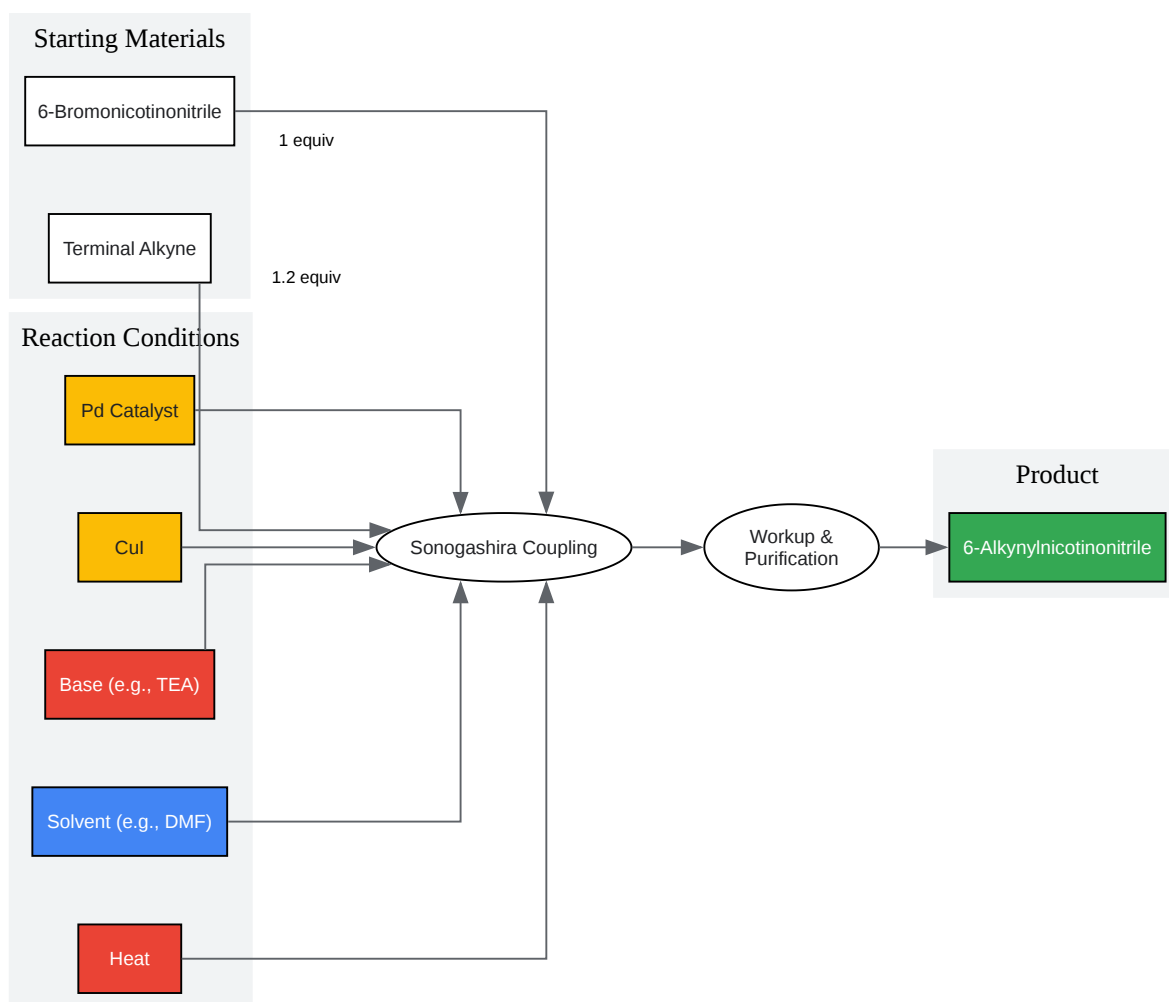 Starting Materials
6-Bromonicotinonitrile
1 equiv
Terminal Alkyne
1.2 equiv
Reaction Conditions
Pd Catalyst
CuI
Base (e.g., TEA)
Solvent (e.g., DMF)
Heat
Sonogashira Coupling
Workup &
Purification
Product
6-Alkynylnicotinonitrile